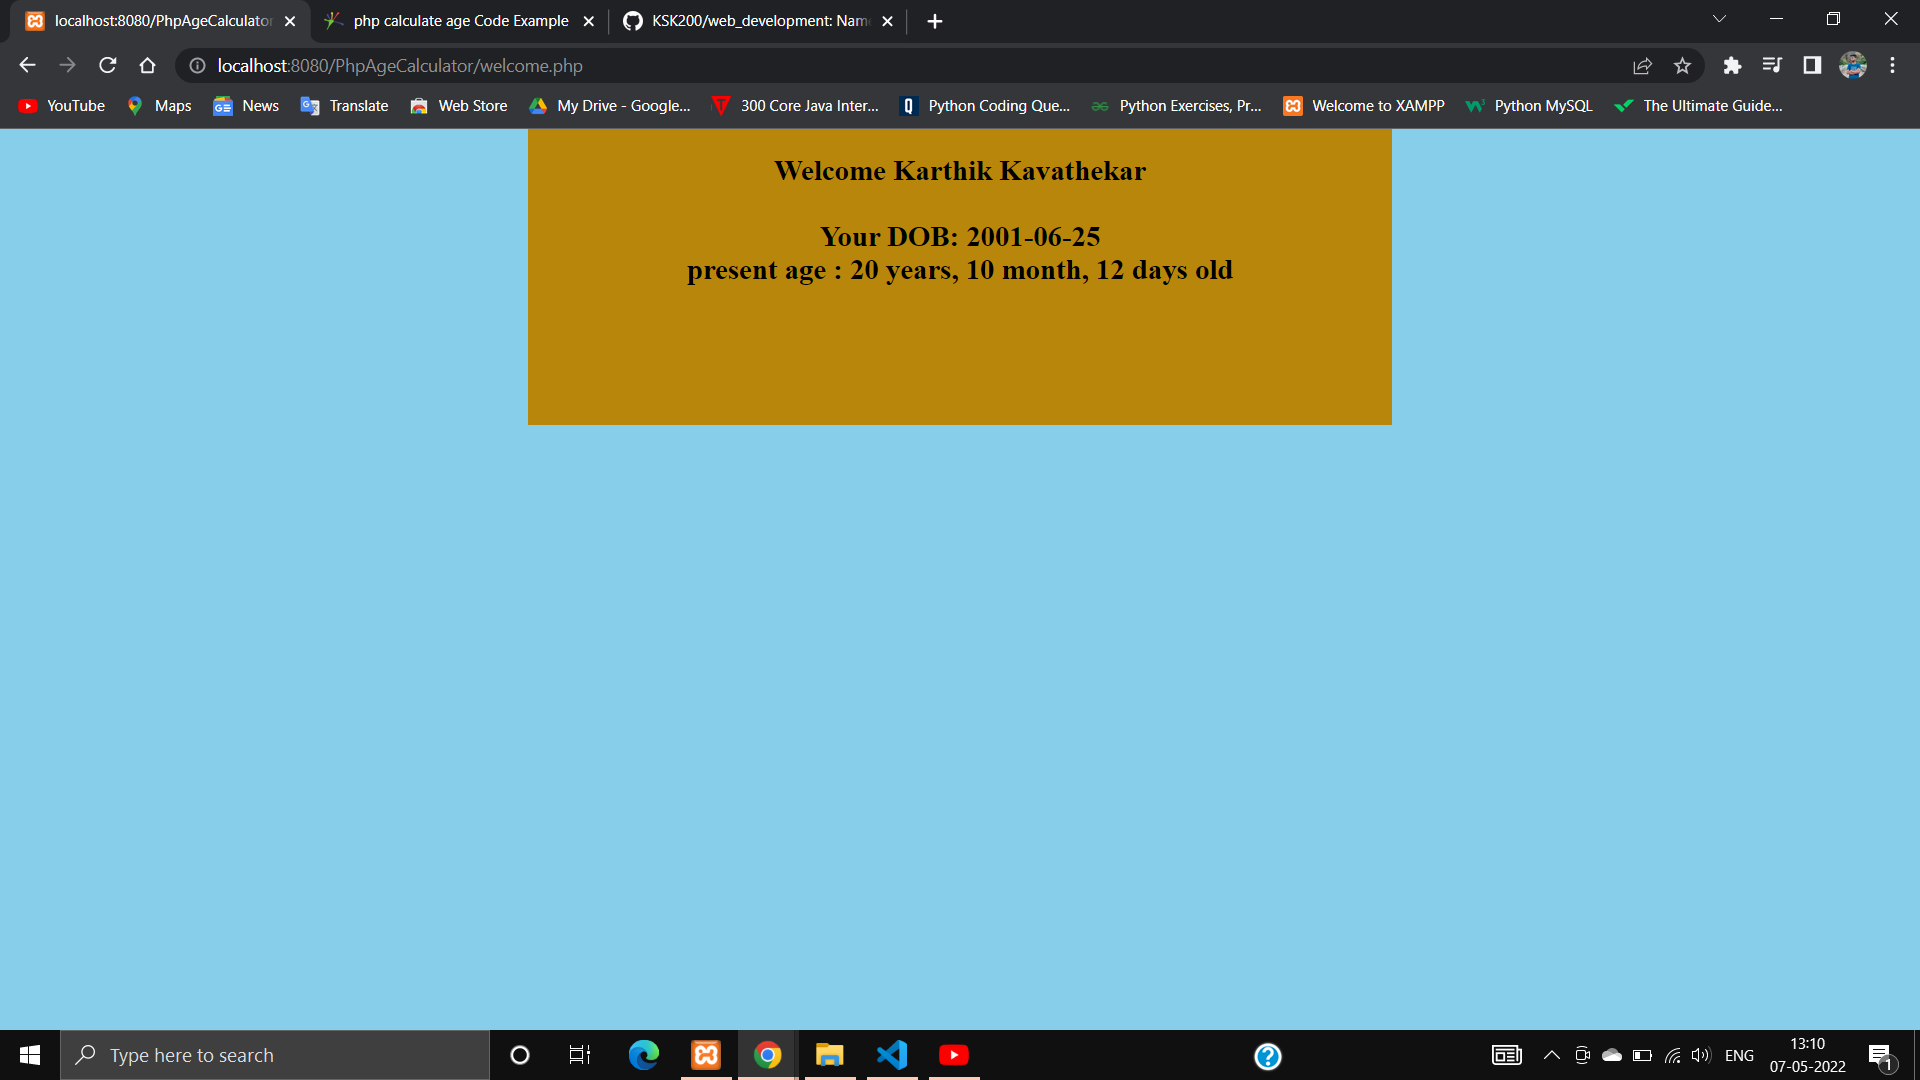 localhost:8080/PhpAgeCalculator
php calculate age Code Example
KSK200/web_development: Nam
localhost:8080/PhpAgeCalculator/welcome.php
YouTube
Maps
News
Translate
Web Store
My Drive - Google...
300 Core Java Inter...
Python Coding Que...
Python Exercises, Pr...
Welcome to XAMPP
Python MySQL
The Ultimate Guide...
Welcome Karthik Kavathekar
Your DOB: 2001-06-25
present age : 20 years, 10 month, 12 days old
Type here to search
ENG
13:10
07-05-2022
1